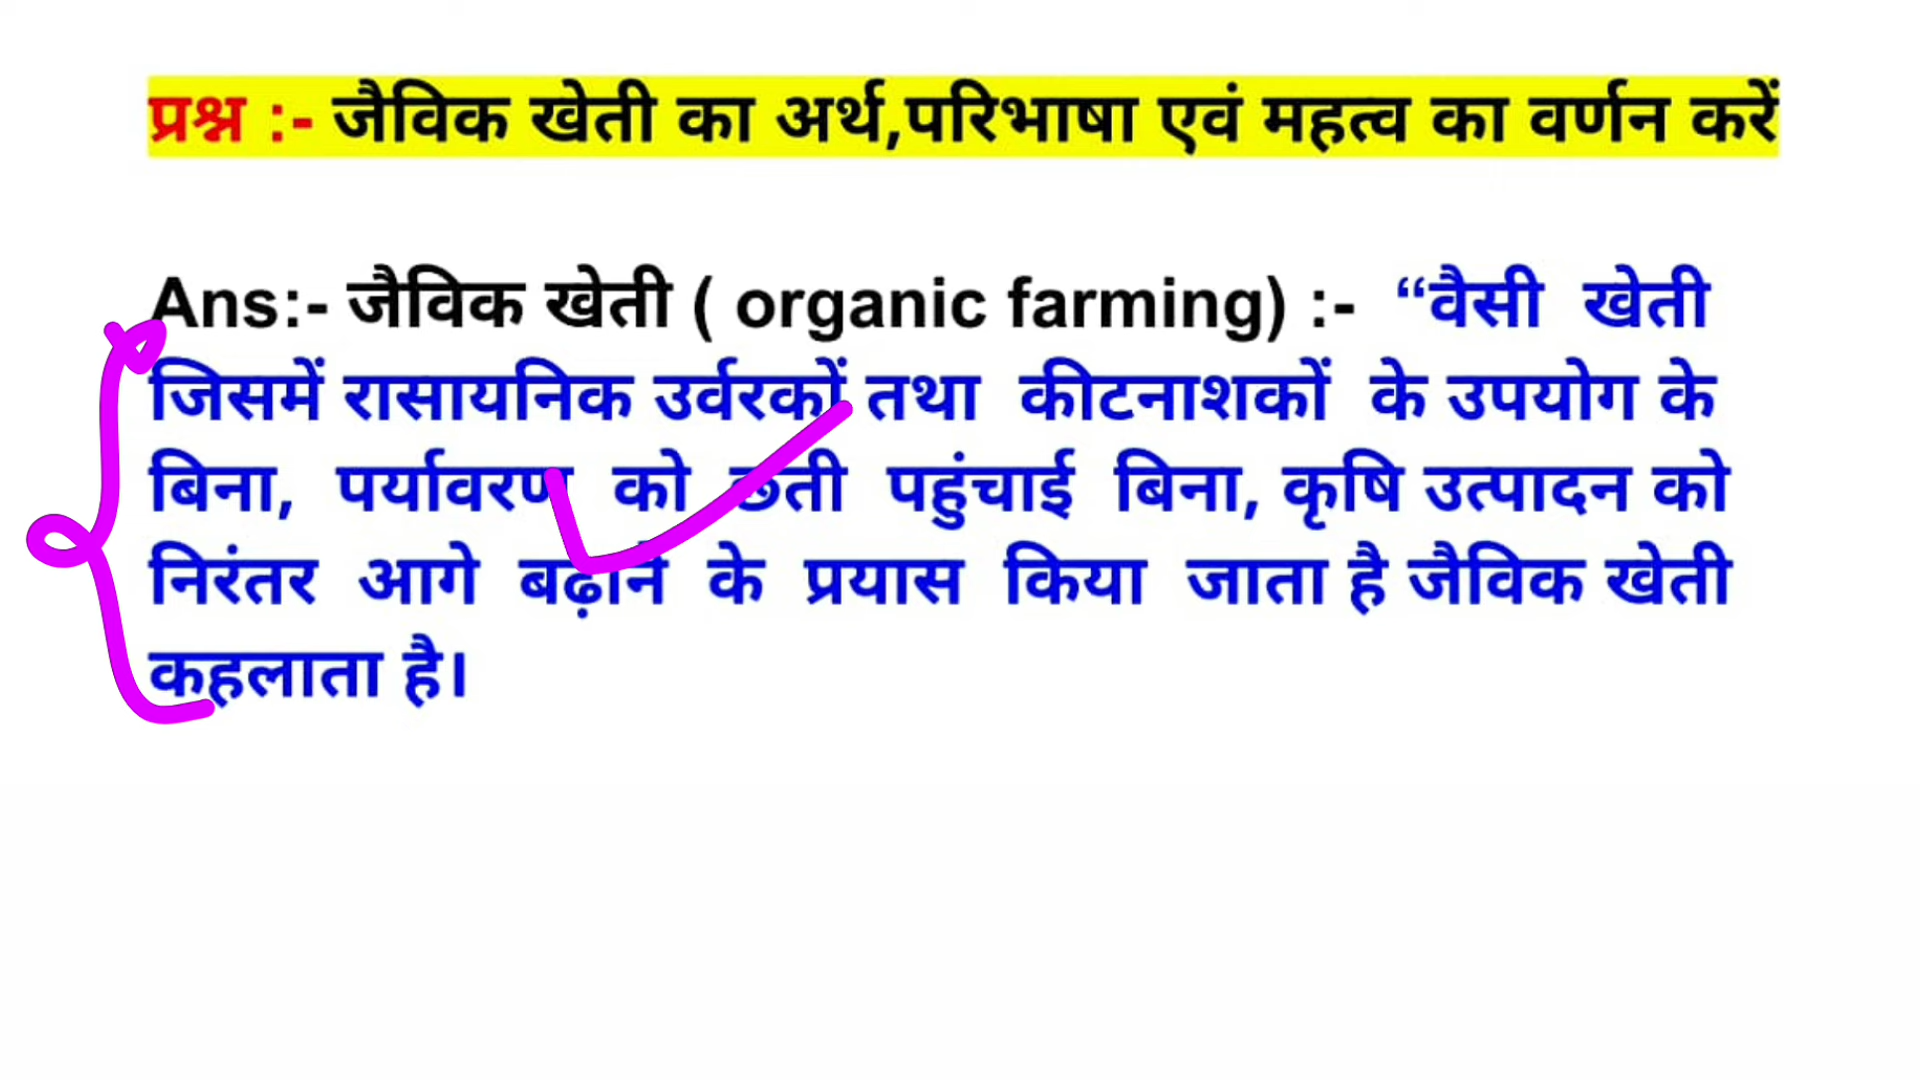 प्रश्न :- जैविक खेती का अर्थ,परिभाषा एवं महत्व का वर्णन करें
Ans:- जैविक खेती ( organic farming) :- “वैसी खेती
जिसमें रासायनिक उर्वरकों तथा कीटनाशकों के उपयोग के
बिना, पर्यावरण को छती पहुंचाई बिना, कृषि उत्पादन को
निरंतर आगे बढ़ाने के प्रयास किया जाता है जैविक खेती
कहलाता है।